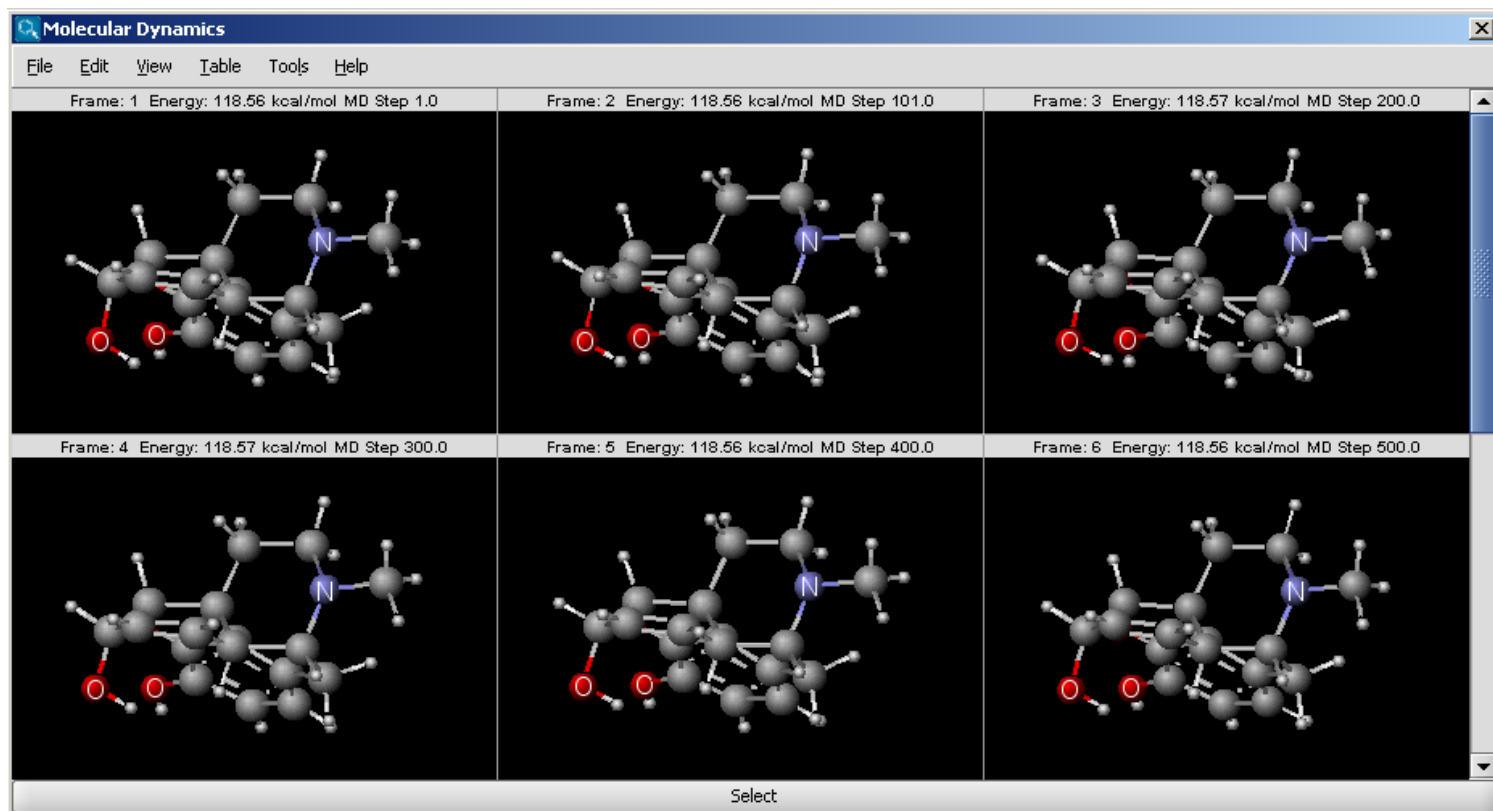 Molecular Dynamics
File Edit View Table Tools Help
Frame: 1 Energy: 118.56 kcal/mol MD Step 1.0
Frame: 2 Energy: 118.56 kcal/mol MD Step 101.0
Frame: 3 Energy: 118.57 kcal/mol MD Step 200.0
N
O O
N
O O
N
O O
Frame: 4 Energy: 118.57 kcal/mol MD Step 300.0
Frame: 5 Energy: 118.56 kcal/mol MD Step 400.0
Frame: 6 Energy: 118.56 kcal/mol MD Step 500.0
N
O O
N
O O
N
O O
Select